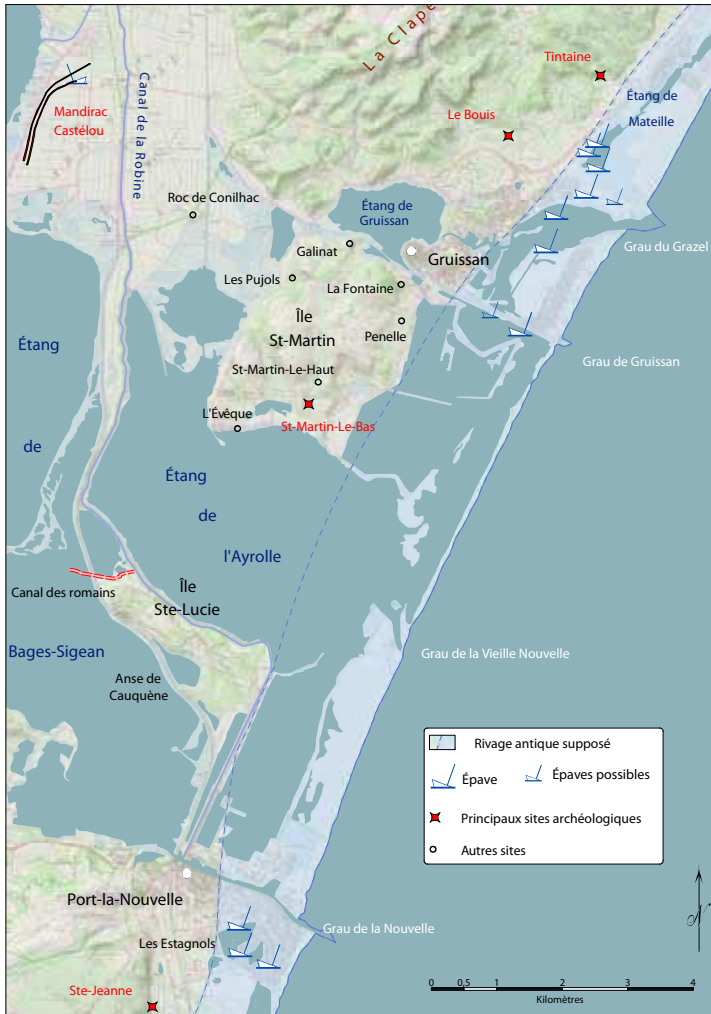 La Clape
Tintaine
Étang de
Mateille
Mandirac
Castélou
Canal de la Robine
Le Bouis
Roc de Conilhac
Étang de
Gruissan
Galinat
Gruissan
Grau du Grazel
Les Pujols
La Fontaine
Île
St-Martin
Penelle
Étang
Grau de Gruissan
St-Martin-Le-Haut
L'Évêque
St-Martin-Le-Bas
de
Étang
de
l'Ayrolle
Canal des romains
Île
Ste-Lucie
Bages-Sigean
Grau de la Vieille Nouvelle
Anse de
Cauquène
Rivage antique supposé
Épave
Épaves possibles
Principaux sites archéologiques
Autres sites
Port-la-Nouvelle
Grau de la Nouvelle
Les Estagnols
N
Ste-Jeanne
0 0,5 1 2 3 4
Kilomètres